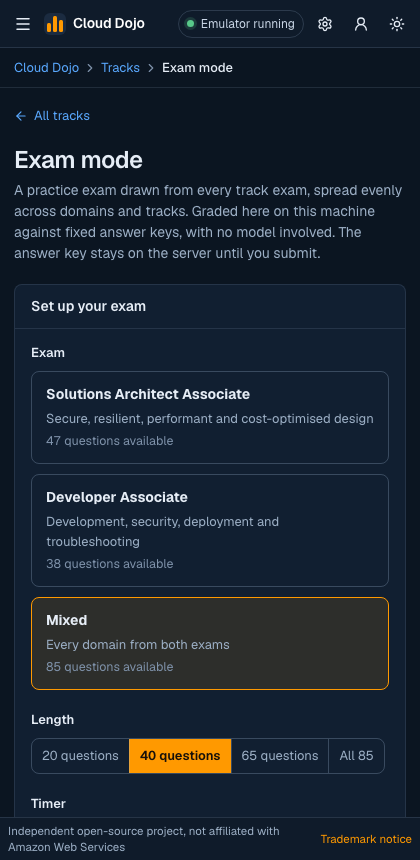 Cloud Dojo
Emulator running
Cloud Dojo > Tracks > Exam mode
← All tracks
Exam mode
A practice exam drawn from every track exam, spread evenly
across domains and tracks. Graded here on this machine
against fixed answer keys, with no model involved. The
answer key stays on the server until you submit.
Set up your exam
Exam
Solutions Architect Associate
Secure, resilient, performant and cost-optimised design
47 questions available
Developer Associate
Development, security, deployment and
troubleshooting
38 questions available
Mixed
Every domain from both exams
85 questions available
Length
20 questions
40 questions
65 questions
All 85
Timer
Independent open-source project, not affiliated with
Amazon Web Services
Trademark notice